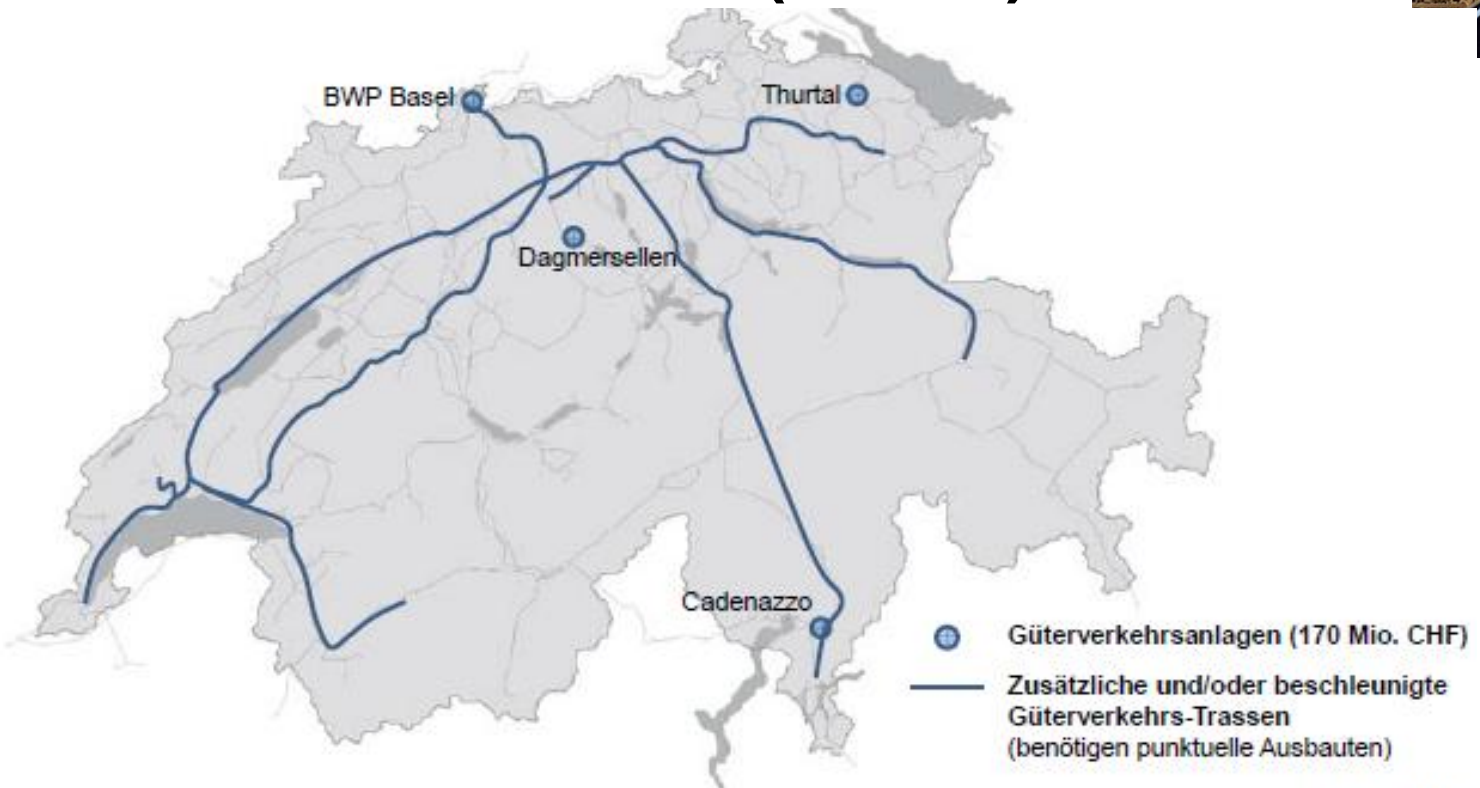 BWP Basel
Thurtal
Dagmersellen
Cadenazzo
Güterverkehrsanlagen (170 Mio. CHF)
Zusätzliche und/oder beschleunigte
Güterverkehrs-Trassen
(benötigen punktuelle Ausbauten)